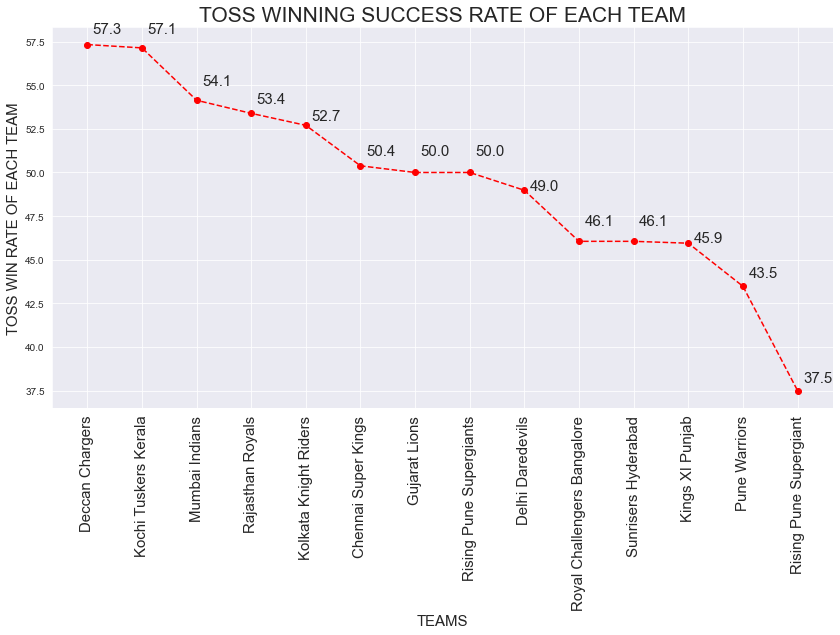 TOSS WINNING SUCCESS RATE OF EACH TEAM
TOSS WIN RATE OF EACH TEAM
57.5
55.0
52.5
50.0
47.5
45.0
42.5
40.0
37.5
57.3
57.1
54.1
53.4
52.7
50.4
50.0
50.0
49.0
46.1
46.1
45.9
43.5
37.5
Deccan Chargers
Kochi Tuskers Kerala
Mumbai Indians
Rajasthan Royals
Kolkata Knight Riders
Chennai Super Kings
Gujarat Lions
Rising Pune Supergiants
Delhi Daredevils
Royal Challengers Bangalore
Sunrisers Hyderabad
Kings XI Punjab
Pune Warriors
Rising Pune Supergiant
TEAMS